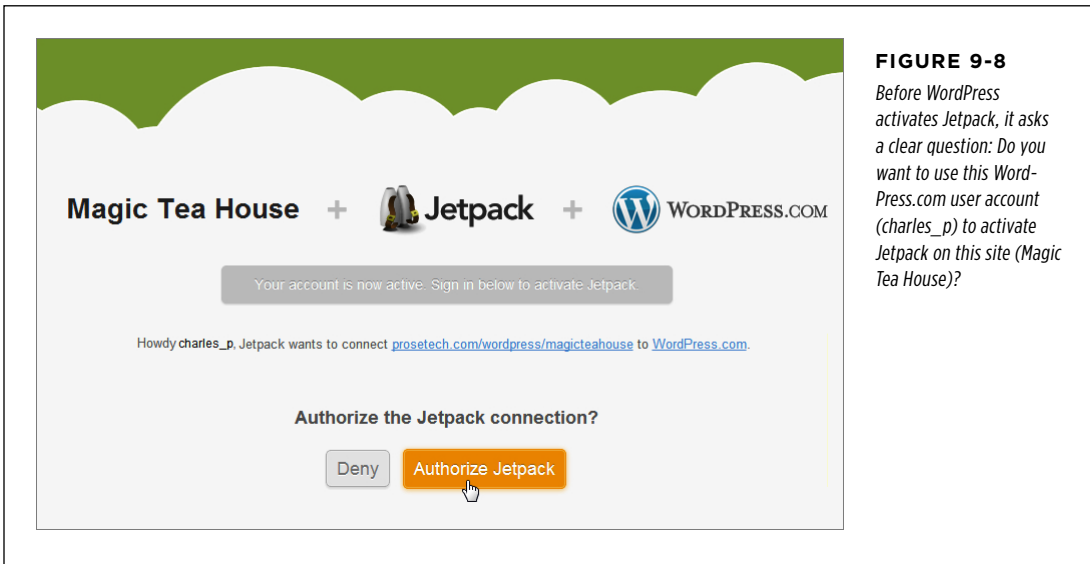 Magic Tea House + Jetpack + WORDPRESS.COM
Your account is now active. Sign in below to activate Jetpack.
Howdy charles_p, Jetpack wants to connect prosetech.com/wordpress/magicteahouse to WordPress.com.
Authorize the Jetpack connection?
Deny Authorize Jetpack
FIGURE 9-8
Before WordPress
activates Jetpack, it asks
a clear question: Do you
want to use this Word-
Press.com user account
(charles_p) to activate
Jetpack on this site (Magic
Tea House)?